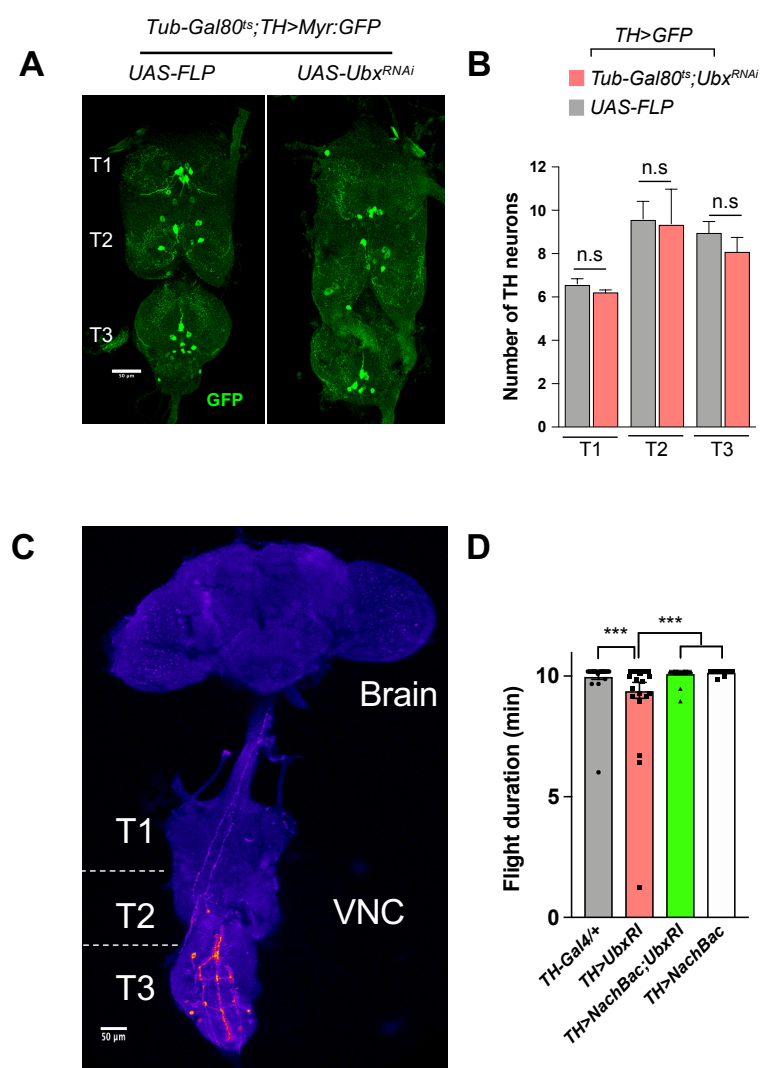 Tub-Gal80ts;TH>Myr:GFP
A
UAS-FLP
UAS-UbxRNAi
T1
T2
T3
50 µm
GFP
B
TH>GFP
Tub-Gal80ts;UbxRNAi
UAS-FLP
Number of TH neurons
12
10
8
6
4
2
0
n.s
n.s
n.s
T1
T2
T3
C
Brain
T1
T2
VNC
T3
50 µm
D
Flight duration (min)
10
5
0
***
***
TH-Gal4/+
TH>UbxRI
TH>NachBac;UbxRI
TH>NachBac